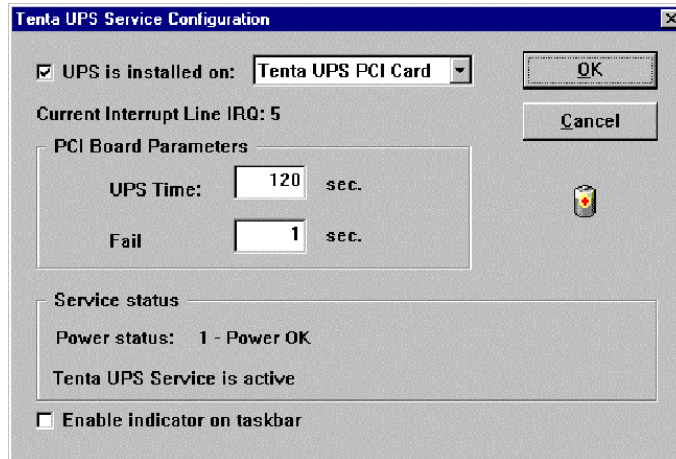 Tenta UPS Service Configuration
UPS is installed on: Tenta UPS PCI Card
OK
Current Interrupt Line IRQ: 5
Cancel
PCI Board Parameters
UPS Time: 120 sec.
Fail 1 sec.
Service status
Power status: 1 - Power OK
Tenta UPS Service is active
Enable indicator on taskbar